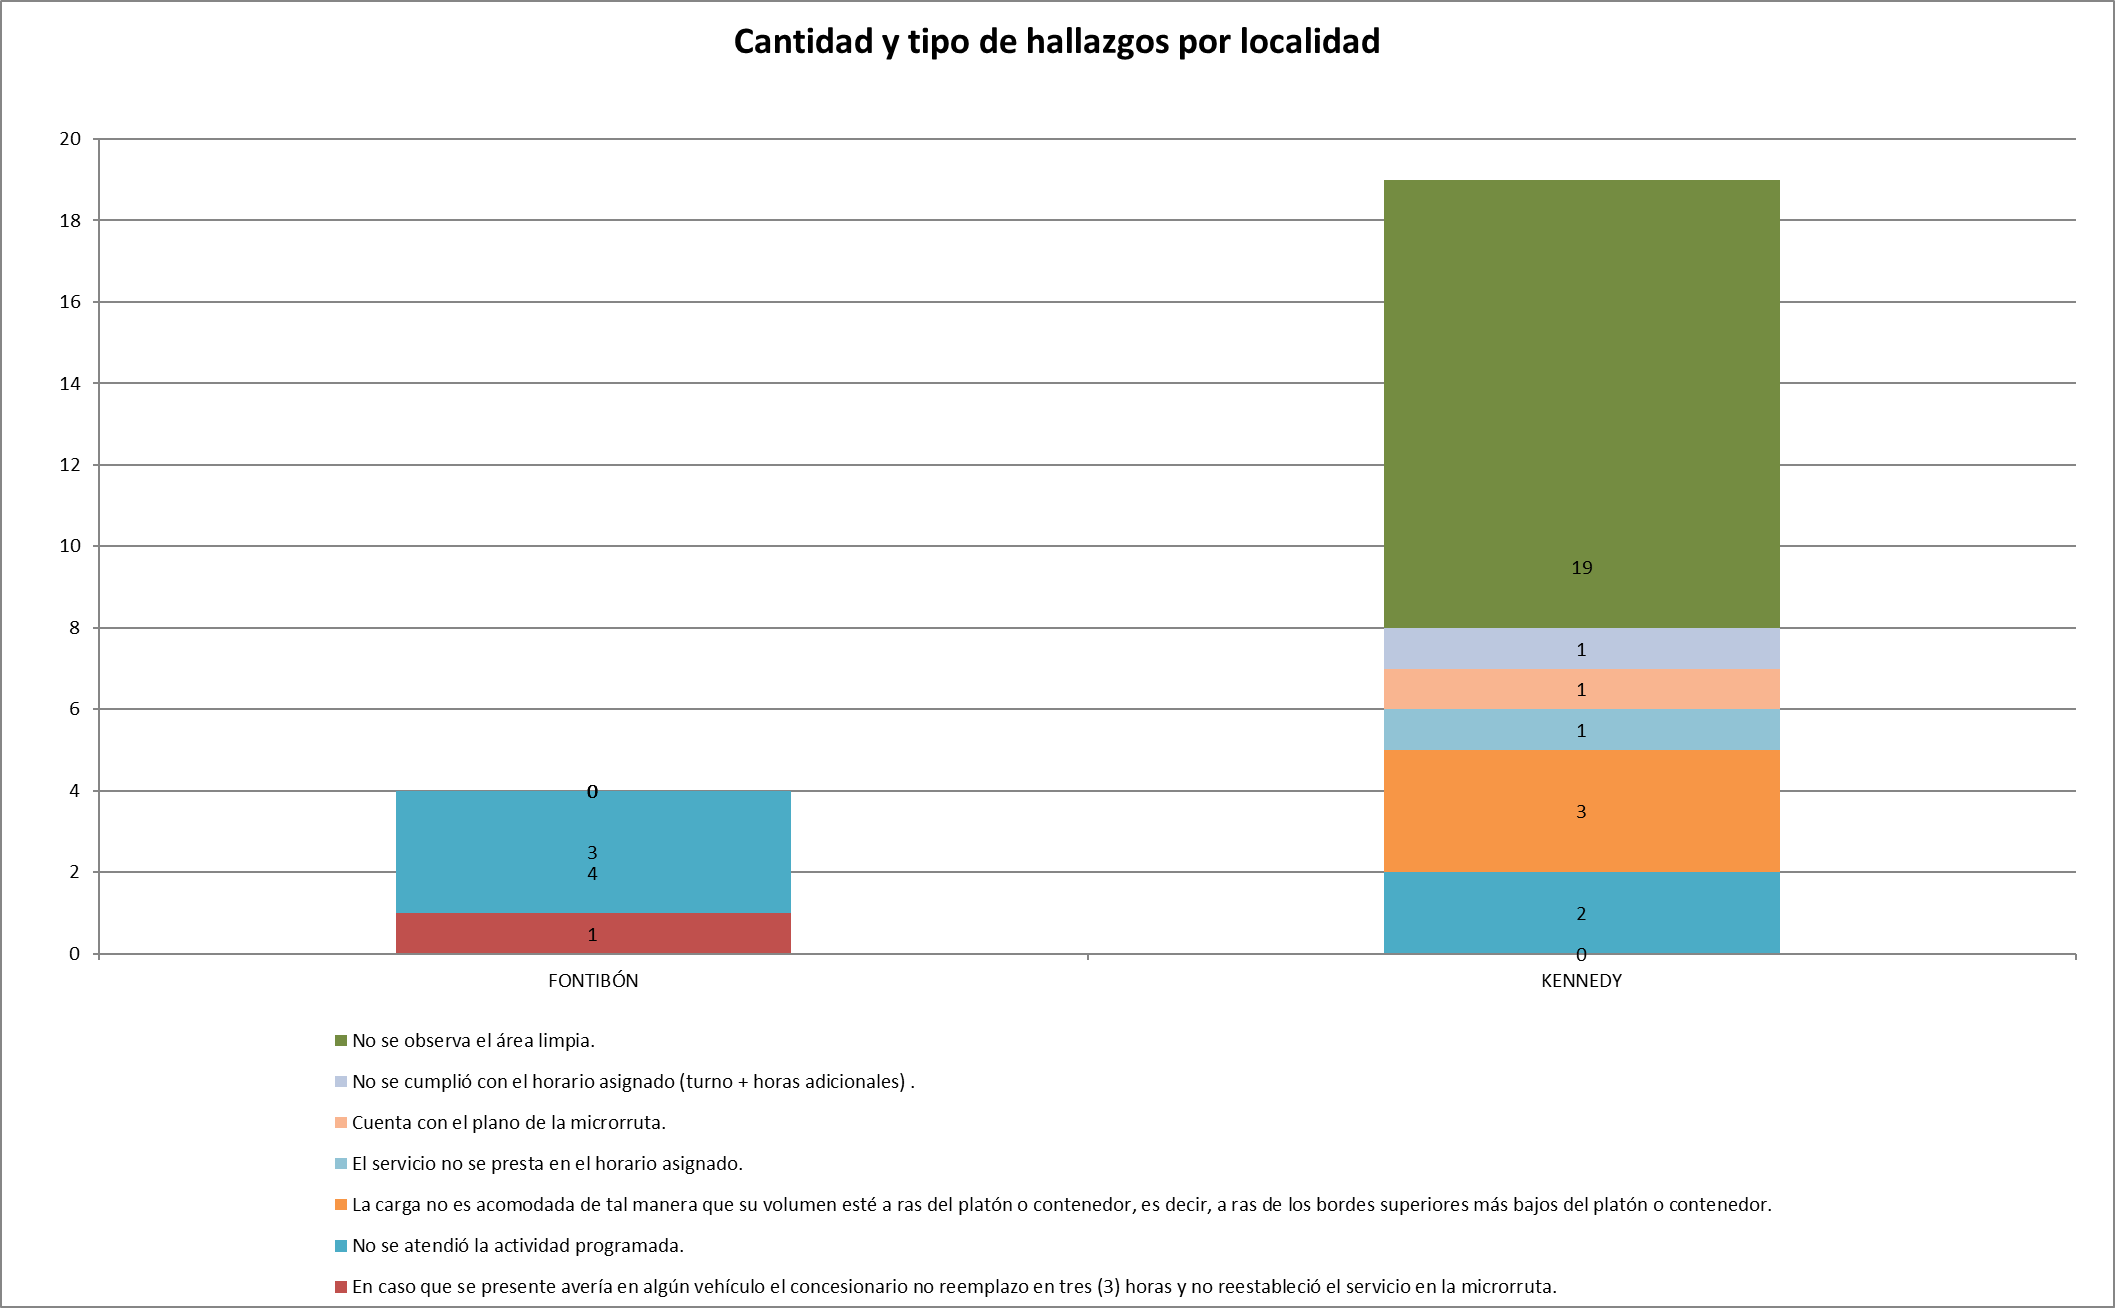 Cantidad y tipo de hallazgos por localidad
20
18
16
14
12
10
8
6
4
2
0
0
3
4
1
19
1
1
1
3
2
0
FONTIBÓN
KENNEDY
No se observa el área limpia.
No se cumplió con el horario asignado (turno + horas adicionales) .
Cuenta con el plano de la microrruta.
El servicio no se presta en el horario asignado.
La carga no es acomodada de tal manera que su volumen esté a ras del platón o contenedor, es decir, a ras de los bordes superiores más bajos del platón o contenedor.
No se atendió la actividad programada.
En caso que se presente avería en algún vehículo el concesionario no reemplazo en tres (3) horas y no reestableció el servicio en la microrruta.